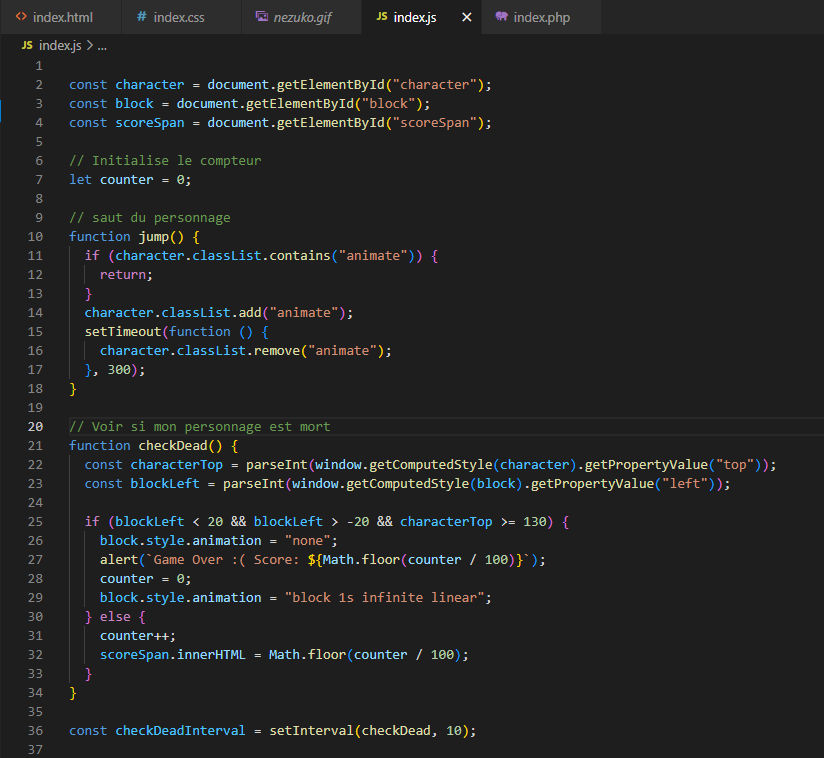 index.html index.css nezuko.gif JS index.js × index.php
JS index.js > ...
1
2 const character = document.getElementById("character");
3 const block = document.getElementById("block");
4 const scoreSpan = document.getElementById("scoreSpan");
5
6 // Initialise le compteur
7 let counter = 0;
8
9 // saut du personnage
10 function jump() {
11   if (character.classList.contains("animate")) {
12     return;
13   }
14   character.classList.add("animate");
15   setTimeout(function () {
16     character.classList.remove("animate");
17   }, 300);
18 }
19
20 // Voir si mon personnage est mort
21 function checkDead() {
22   const characterTop = parseInt(window.getComputedStyle(character).getPropertyValue("top"));
23   const blockLeft = parseInt(window.getComputedStyle(block).getPropertyValue("left"));
24
25   if (blockLeft < 20 && blockLeft > -20 && characterTop >= 130) {
26     block.style.animation = "none";
27     alert(`Game Over :( Score: ${Math.floor(counter / 100)}`);
28     counter = 0;
29     block.style.animation = "block 1s infinite linear";
30   } else {
31     counter++;
32     scoreSpan.innerHTML = Math.floor(counter / 100);
33   }
34 }
35
36 const checkDeadInterval = setInterval(checkDead, 10);
37